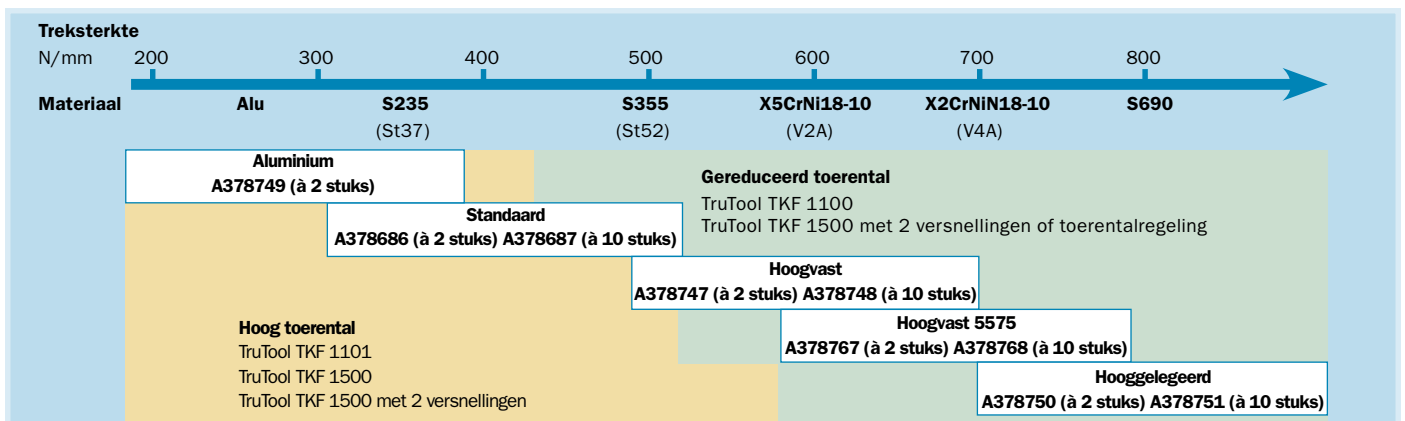 Treksterkte
N/mm 200 300 400 500 600 700 800
Materiaal Alu S235 S355 X5CrNi18-10 X2CrNiN18-10 S690
(St37) (St52) (V2A) (V4A)
Aluminium
A378749 (à 2 stuks)
Gereduceerd toerental
TruTool TKF 1100
TruTool TKF 1500 met 2 versnellingen of toerentalregeling
Standaard
A378686 (à 2 stuks) A378687 (à 10 stuks)
Hoogvast
A378747 (à 2 stuks) A378748 (à 10 stuks)
Hoogvast 5575
A378767 (à 2 stuks) A378768 (à 10 stuks)
Hoog toerental
TruTool TKF 1101
TruTool TKF 1500
TruTool TKF 1500 met 2 versnellingen
Hooggelegeerd
A378750 (à 2 stuks) A378751 (à 10 stuks)